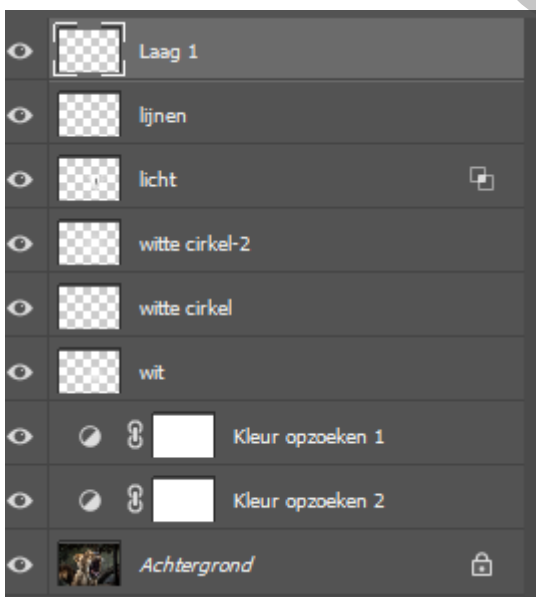 Laag 1
lijnen
licht
witte cirkel-2
witte cirkel
wit
Kleur opzoeken 1
Kleur opzoeken 2
Achtergrond